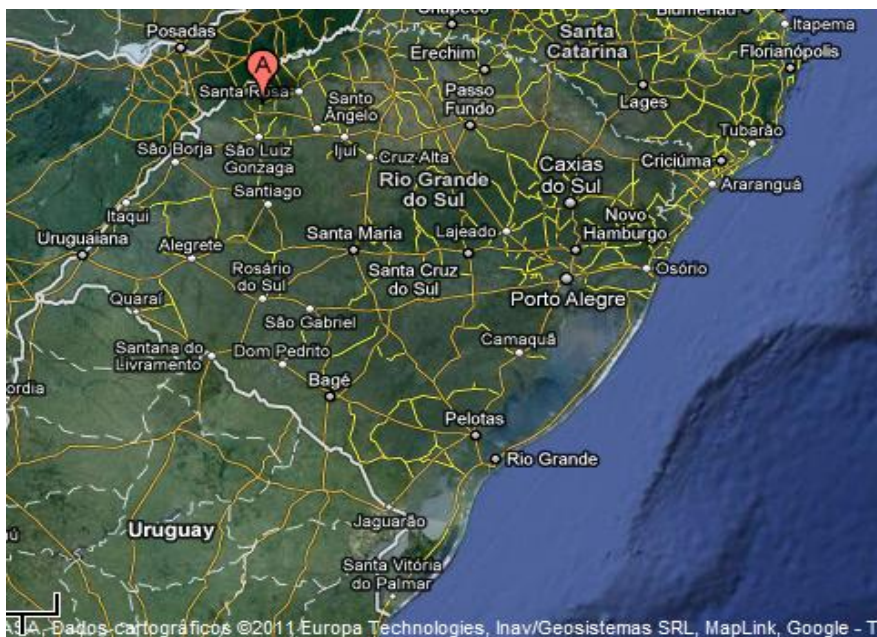 Posadas
Santa
Catarina
Itapema
Florianópolis
Erechim
A
Santa Rosa
Santo
Ângelo
Passo
Fundo
Lages
Tubarão
São Borja
São Luiz
Gonzaga
Ijuí
Cruz Alta
Caxias
do Sul
Criciúma
Araranguá
Santiago
Rio Grande
do Sul
Itaqui
Novo
Hamburgo
Uruguaiana
Alegrete
Santa Maria
Lajeado
Rosário
do Sul
Santa Cruz
do Sul
Osório
Quaraí
Porto Alegre
São Gabriel
Santana do
Livramento
Dom Pedrito
Camaquã
ordia
Bagé
Pelotas
Rio Grande
Uruguay
Jaguarão
Santa Vitória
do Palmar
ASA, Dados cartográficos ©2011 Europa Technologies, Inav/Geosistemas SRL, MapLink, Google - T